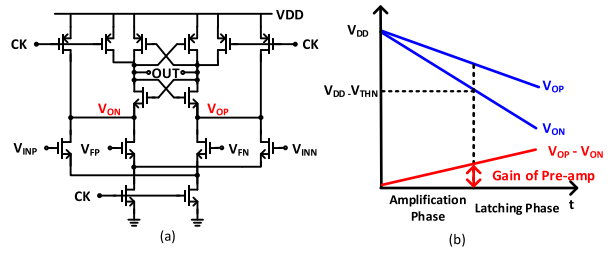 VDD
CK
CK
OUT
VON
VOP
VINP
VFP
VFN
VINN
CK
(a)
VDD
VDD -VTHN
VOP
VON
VOP - VON
Gain of Pre-amp
Amplification
Phase
Latching Phase
t
(b)